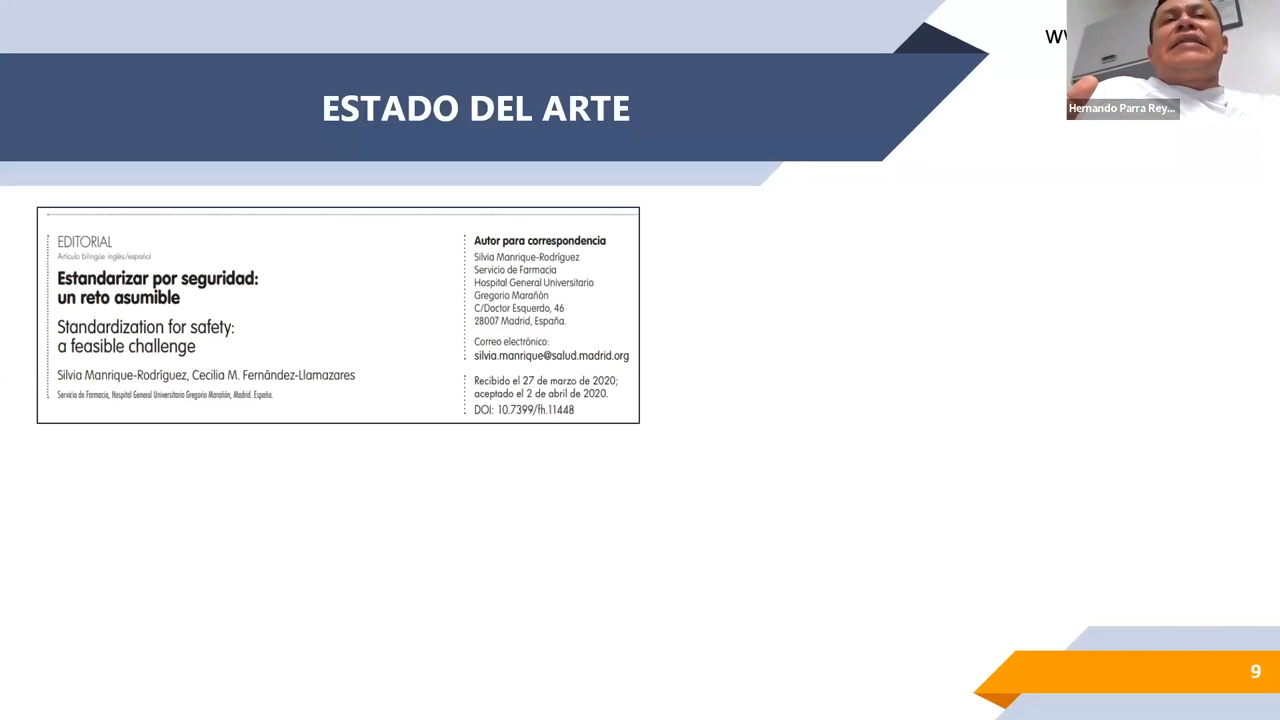 ESTADO DEL ARTE
Hernando Parra Rey...
EDITORIAL
Artículo bilingüe inglés/español
Estandarizar por seguridad:
un reto asumible
Standardization for safety:
a feasible challenge
Silvia Manrique-Rodríguez, Cecilia M. Fernández-Llamazares
Servicio de Farmacia, Hospital General Universitario Gregorio Marañón, Madrid. España.
Autor para correspondencia
Silvia Manrique-Rodríguez
Servicio de Farmacia
Hospital General Universitario
Gregorio Marañón
C/Doctor Esquerdo, 46
28007 Madrid, España.
Correo electrónico:
silvia.manrique@salud.madrid.org
Recibido el 27 de marzo de 2020;
aceptado el 2 de abril de 2020.
DOI: 10.7399/fh.11448
9